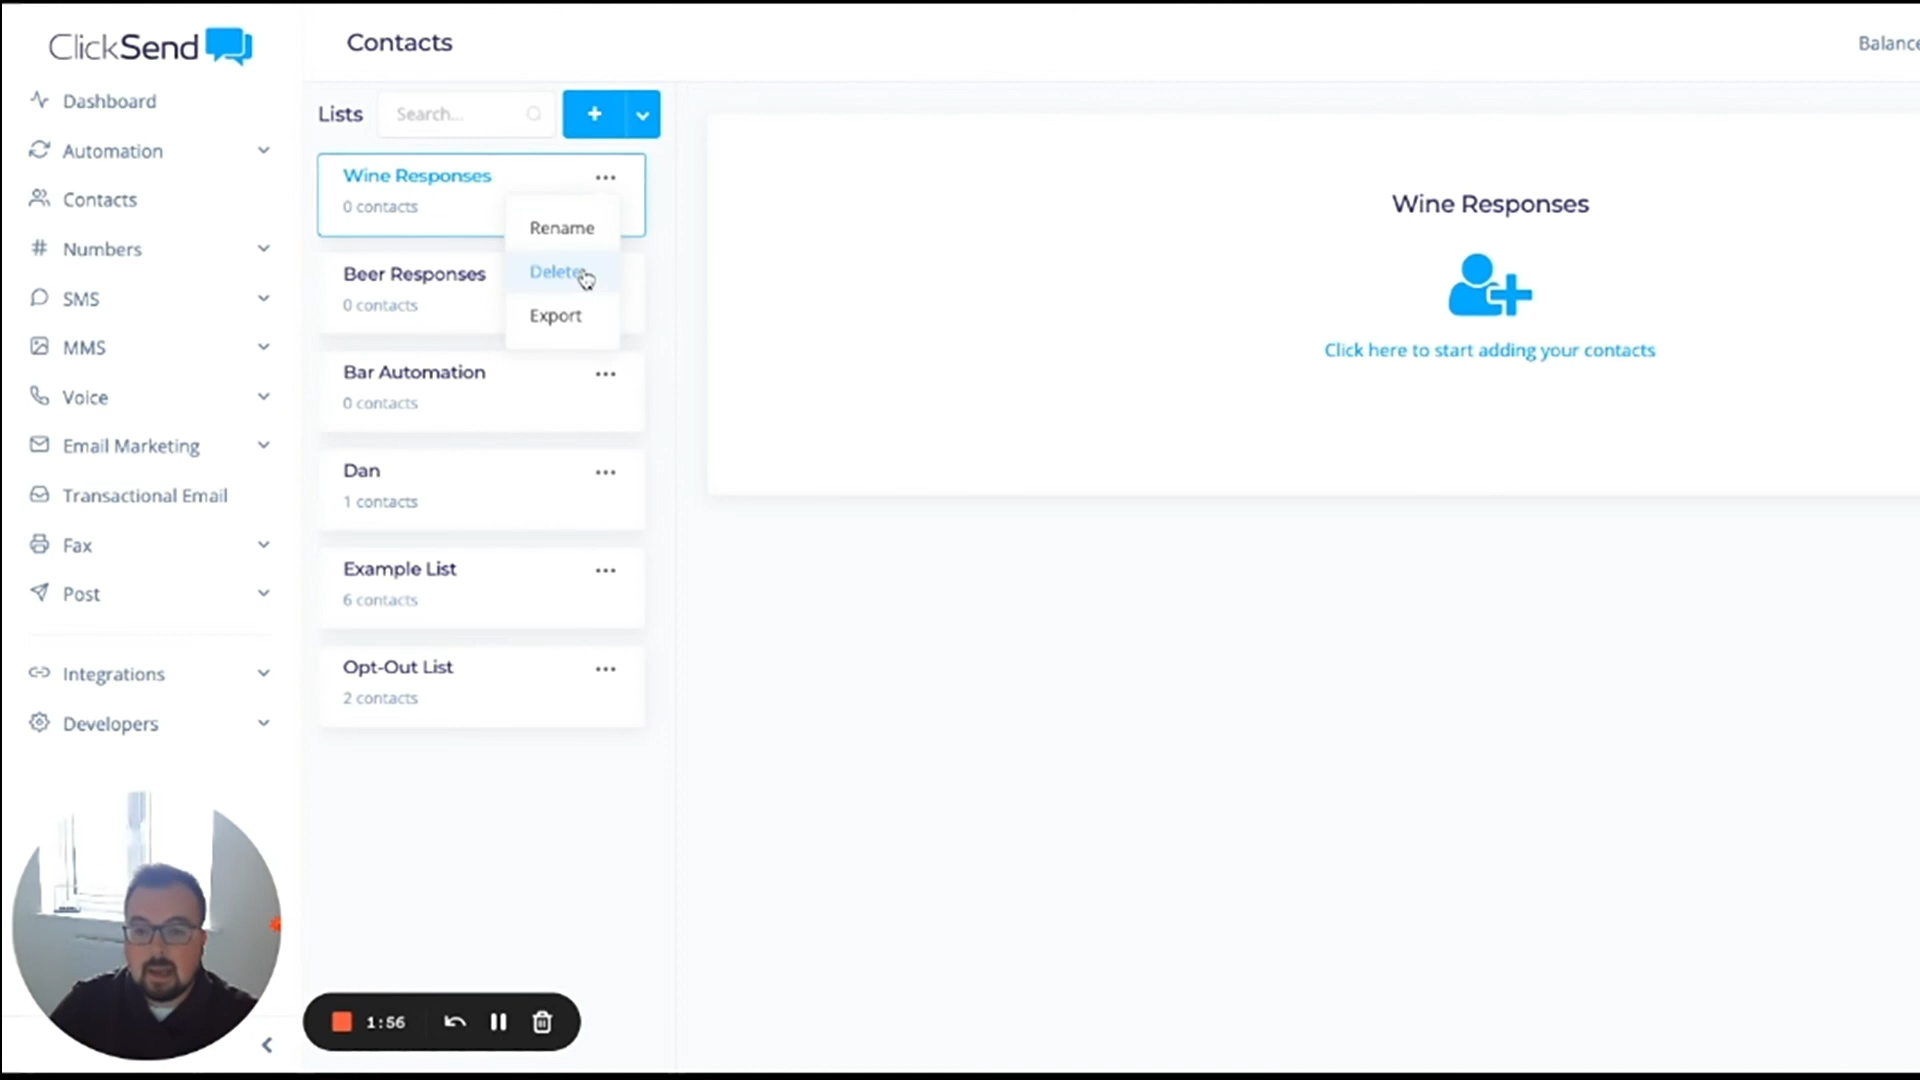 ClickSend
Dashboard
Automation
Contacts
Numbers
SMS
MMS
Voice
Email Marketing
Transactional Email
Fax
Post
Integrations
Developers
Contacts
Balance
Lists
Search...
+
Wine Responses
0 contacts
Rename
Delete
Export
Beer Responses
0 contacts
Bar Automation
0 contacts
Dan
1 contacts
Example List
6 contacts
Opt-Out List
2 contacts
Wine Responses
Click here to start adding your contacts
1:56